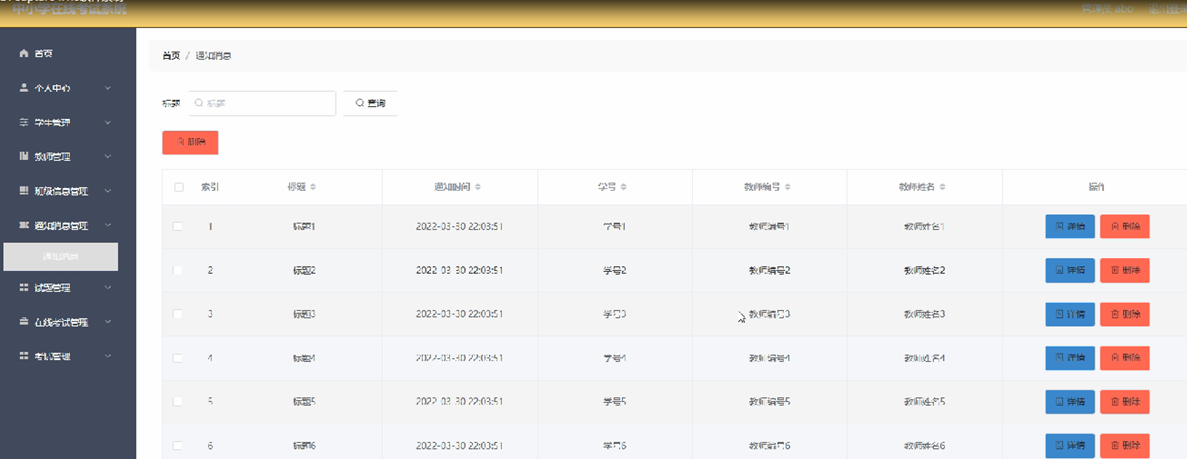 中小学在线考试系统 管理员 abo 退出登录
首页
个人中心
学生管理
教师管理
班级信息管理
通知消息管理
通知消息
试题管理
在线考试管理
考试管理
首页 / 通知消息
标题 标题 查询
删除
索引 标题 通知时间 学号 教师编号 教师姓名 操作
1 标题1 2022-03-30 22:03:51 学号1 教师编号1 教师姓名1 详情 删除
2 标题2 2022-03-30 22:03:51 学号2 教师编号2 教师姓名2 详情 删除
3 标题3 2022-03-30 22:03:51 学号3 教师编号3 教师姓名3 详情 删除
4 标题4 2022-03-30 22:03:51 学号4 教师编号4 教师姓名4 详情 删除
5 标题5 2022-03-30 22:03:51 学号5 教师编号5 教师姓名5 详情 删除
6 标题6 2022-03-30 22:03:51 学号6 教师编号6 教师姓名6 详情 删除